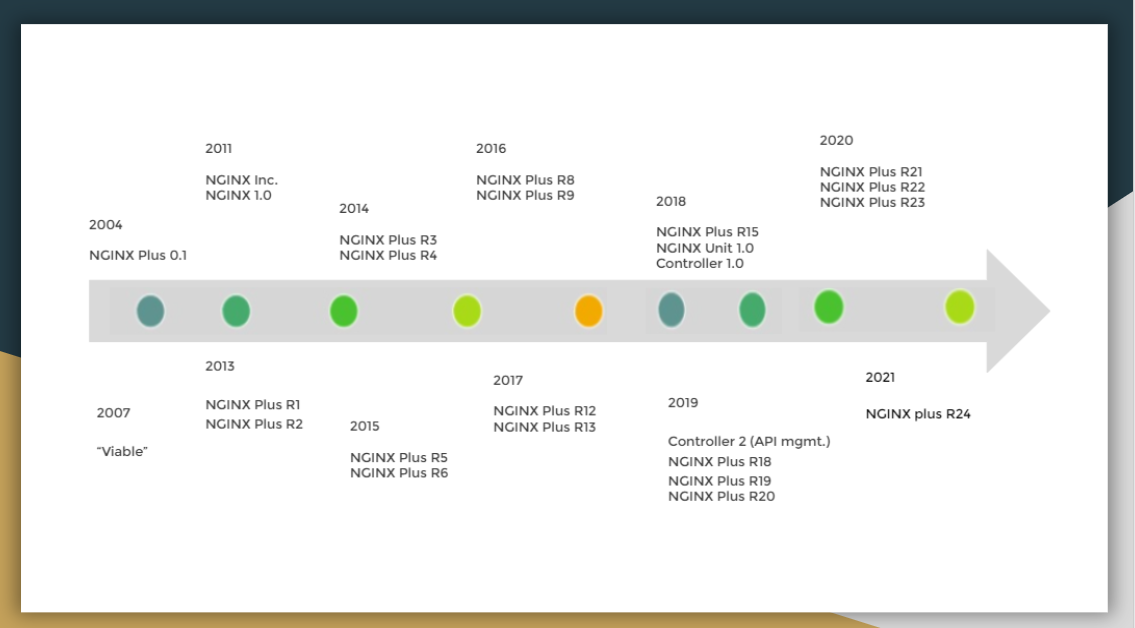 2004
NGINX Plus 0.1
2007
“Viable”
2011
NGINX Inc.
NGINX 1.0
2013
NGINX Plus R1
NGINX Plus R2
2014
NGINX Plus R3
NGINX Plus R4
2015
NGINX Plus R5
NGINX Plus R6
2016
NGINX Plus R8
NGINX Plus R9
2017
NGINX Plus R12
NGINX Plus R13
2018
NGINX Plus R15
NGINX Unit 1.0
Controller 1.0
2019
Controller 2 (API mgmt.)
NGINX Plus R18
NGINX Plus R19
NGINX Plus R20
2020
NGINX Plus R21
NGINX Plus R22
NGINX Plus R23
2021
NGINX plus R24